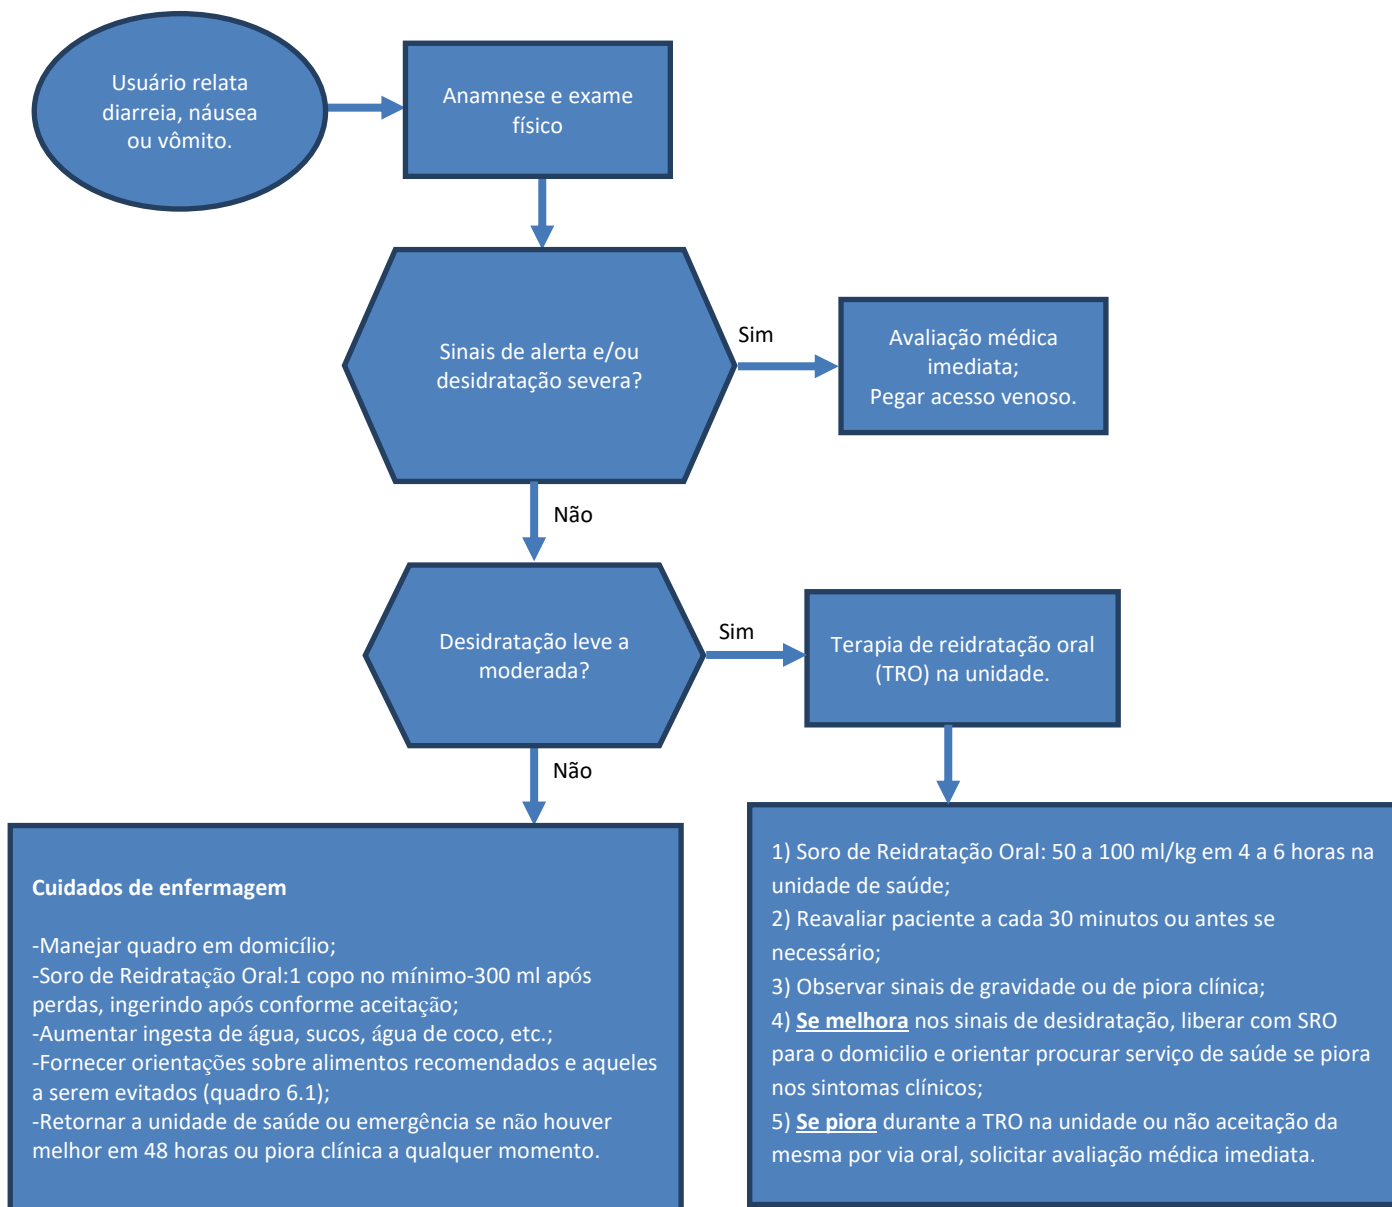 Usuário relata
diarreia, náusea
ou vômito.
Anamnese e exame
físico
Sinais de alerta e/ou
desidratação severa?
Sim
Avaliação médica
imediata;
Pegar acesso venoso.
Não
Desidratação leve a
moderada?
Sim
Terapia de reidratação oral
(TRO) na unidade.
Não
Cuidados de enfermagem
-Manejar quadro em domicílio;
-Soro de Reidratação Oral:1 copo no mínimo-300 ml após
perdas, ingerindo após conforme aceitação;
-Aumentar ingesta de água, sucos, água de coco, etc.;
-Fornecer orientações sobre alimentos recomendados e aqueles
a serem evitados (quadro 6.1);
-Retornar a unidade de saúde ou emergência se não houver
melhor em 48 horas ou piora clínica a qualquer momento.
1) Soro de Reidratação Oral: 50 a 100 ml/kg em 4 a 6 horas na
unidade de saúde;
2) Reavaliar paciente a cada 30 minutos ou antes se
necessário;
3) Observar sinais de gravidade ou de piora clínica;
4) Se melhora nos sinais de desidratação, liberar com SRO
para o domicilio e orientar procurar serviço de saúde se piora
nos sintomas clínicos;
5) Se piora durante a TRO na unidade ou não aceitação da
mesma por via oral, solicitar avaliação médica imediata.